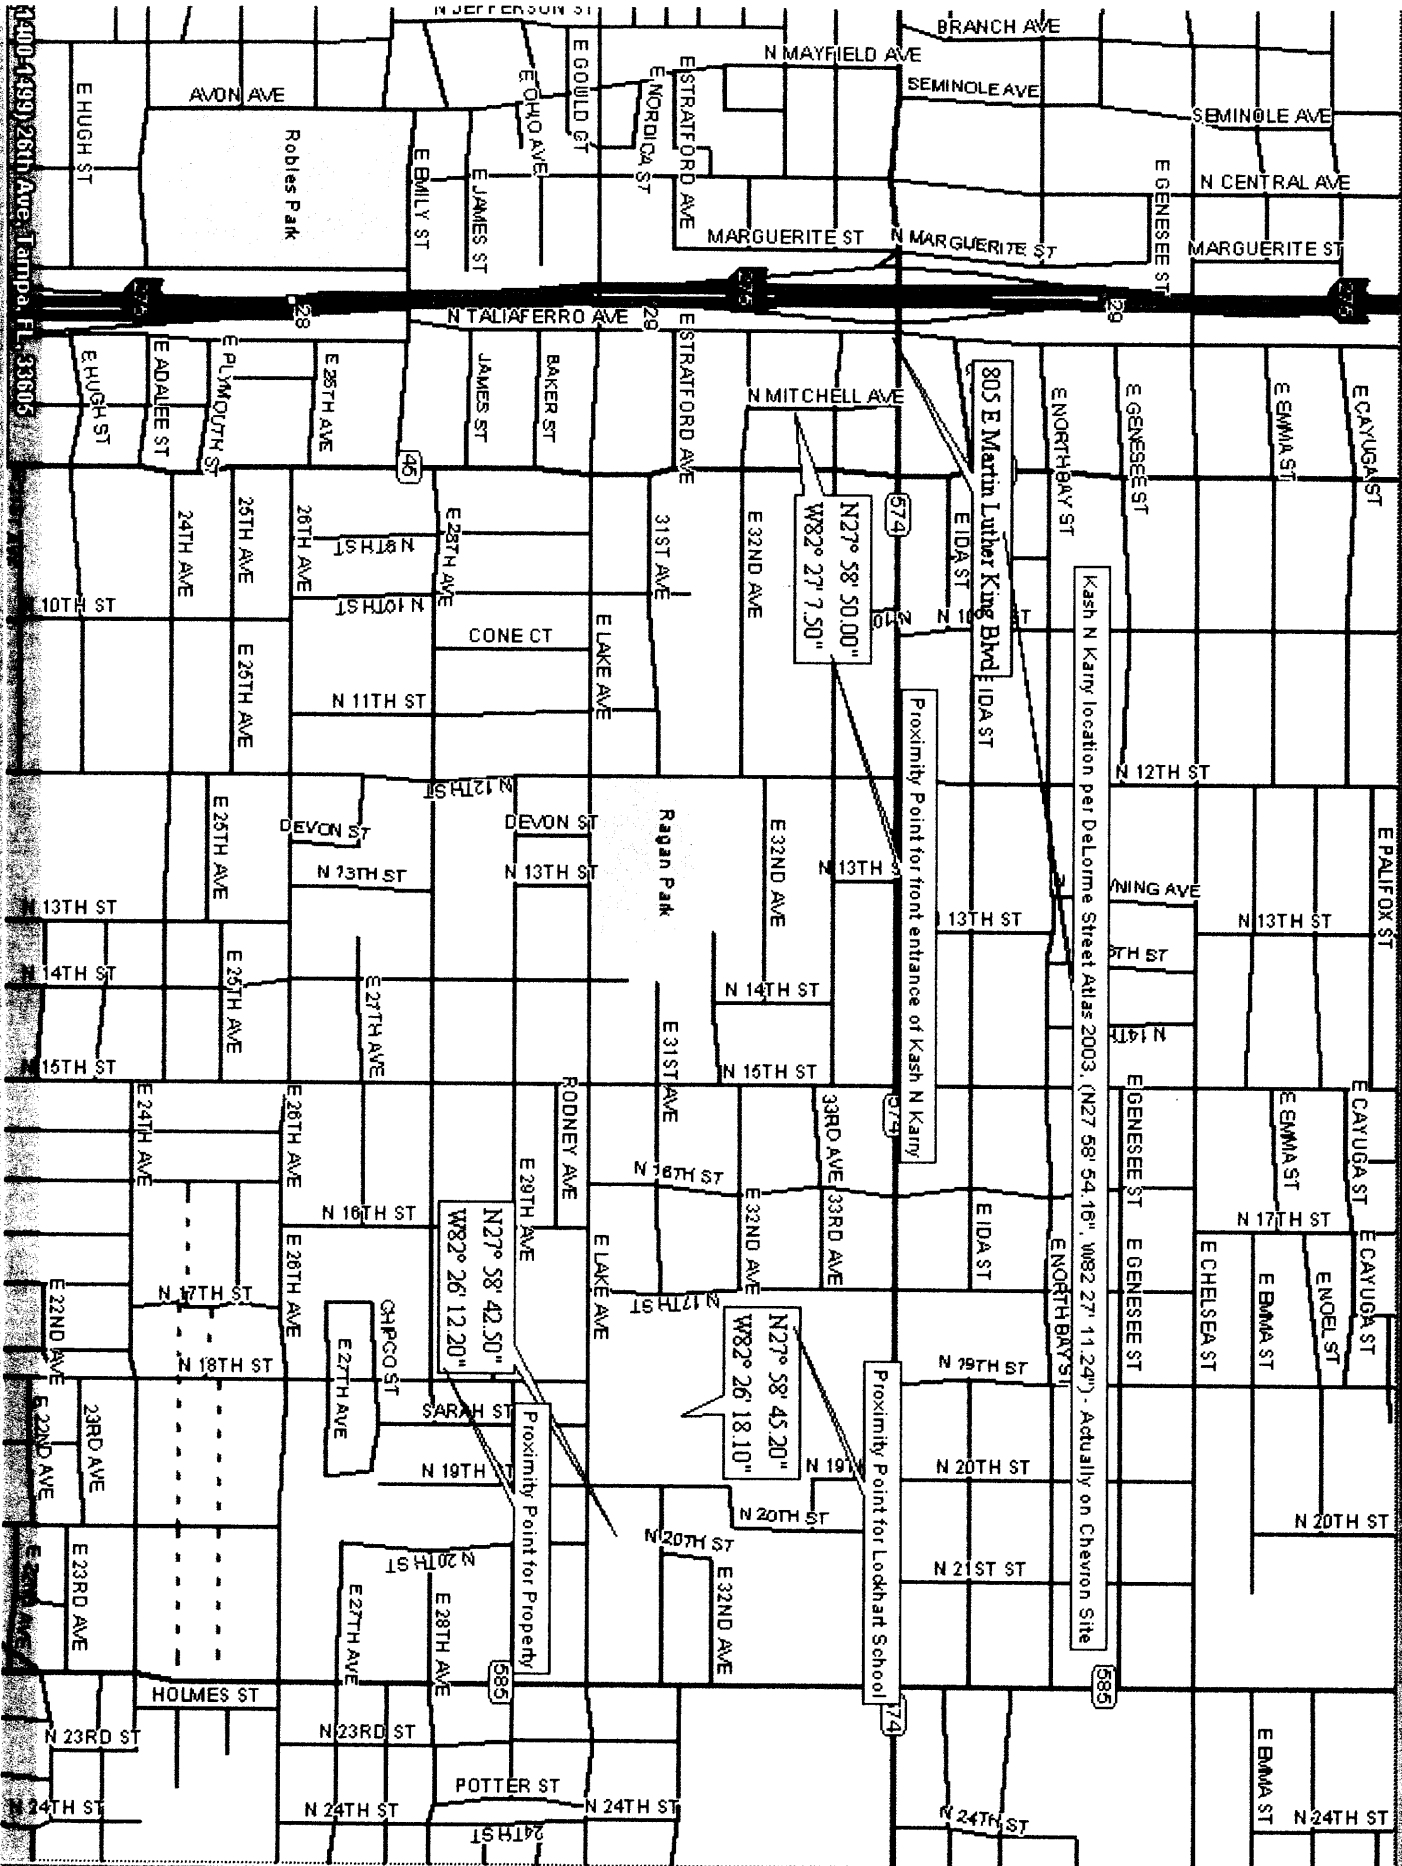 N JEFFERSON ST
BRANCH AVE
N MAYFIELD AVE
E GOULD CT
E OHIO AVE
E NORDICA ST
E STRATFORD AVE
SEMINOLE AVE
SEMINOLE AVE
E HUGH ST
AVON AVE
Robles Park
E EMILY ST
E JAMES ST
E GENESEE ST
N CENTRAL AVE
MARGUERITE ST
N MARGUERITE ST
MARGUERITE ST
275
28
275
29
29
275
N TALIAFERRO AVE
E HUGH ST
E ADALEE ST
E PLYMOUTH ST
E 25TH AVE
JAMES ST
BAKER ST
E STRATFORD AVE
N MITCHELL AVE
805 E Martin Luther King Blvd
E NORTH BAY ST
E GENESEE ST
E EMMA ST
E CAYUGA ST
45
24TH AVE
25TH AVE
26TH AVE
N 9TH ST
E 28TH AVE
31ST AVE
E 32ND AVE
N27° 58' 50.00"
W82° 27' 7.50"
574
E IDA ST
10TH ST
N 10TH ST
CONE CT
E LAKE AVE
E 25TH AVE
N 11TH ST
E IDA ST
Proximity Point for front entrance of Kash N Karry
Kash N Karry location per DeLorme Street Atlas 2003. (N27 58' 54.16", W82 27' 11.24") - Actually on Chevron Site
N 12TH ST
N 12TH ST
E 25TH AVE
DEVON ST
DEVON ST
Ragan Park
E 32ND AVE
E PALIFOX ST
N 13TH ST
N 13TH ST
N 13TH S
NING AVE
N 13TH ST
13TH ST
N 13TH ST
N 14TH ST
E 25TH AVE
E 27TH AVE
N 14TH ST
5TH ST
N 14TH
N 15TH ST
E 31ST AVE
N 15TH ST
E 24TH AVE
E 26TH AVE
RODNEY AVE
33RD AVE
574
E GENESEE ST
E EMMA ST
E CAYUGA ST
E 29TH AVE
N 16TH ST
N 16TH ST
E 32ND AVE
33RD AVE
E IDA ST
N 17TH ST
N27° 58' 42.50"
W82° 26' 12.20"
E 26TH AVE
E LAKE AVE
E NORTH BAY ST
E GENESEE ST
E CHELSEA ST
E EMMA ST
E NOEL ST
E CAYUGA ST
E 22ND AVE
N 17TH ST
N 17TH ST
CHIPCO ST
E 27TH AVE
N27° 58' 45.20"
W82° 26' 18.10"
N 18TH ST
N 19TH ST
Proximity Point for Lockhart School
E 22ND AVE
23RD AVE
SARAH ST
Proximity Point for Property
N 19TH
N 19
N 20TH ST
N 20TH ST
N 20TH ST
N 20TH ST
E 23RD AVE
N 20TH ST
E 27TH AVE
E 28TH AVE
E 32ND AVE
N 21ST ST
585
585
HOLMES ST
74
N 23RD ST
N 23RD ST
E EMMA ST
POTTER ST
N 24TH ST
N 24TH ST
24TH ST
N 24TH ST
N 24TH ST
N 24TH ST
26th Ave, Tampa, FL, 33605